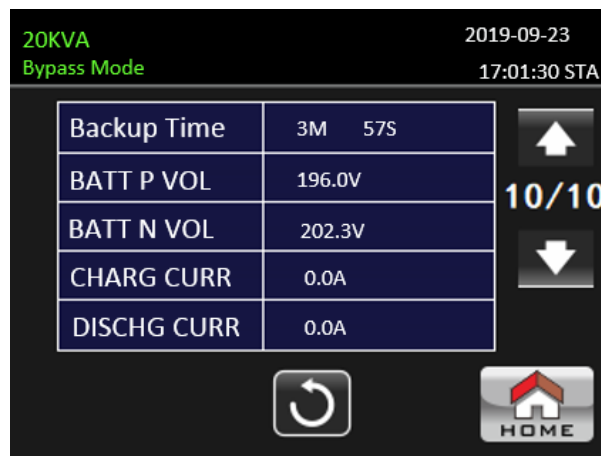 20KVA 2019-09-23
Bypass Mode 17:01:30 STA
Backup Time 3M 57S
BATT P VOL 196.0V
10/10
BATT N VOL 202.3V
CHARG CURR 0.0A
DISCHG CURR 0.0A
HOME